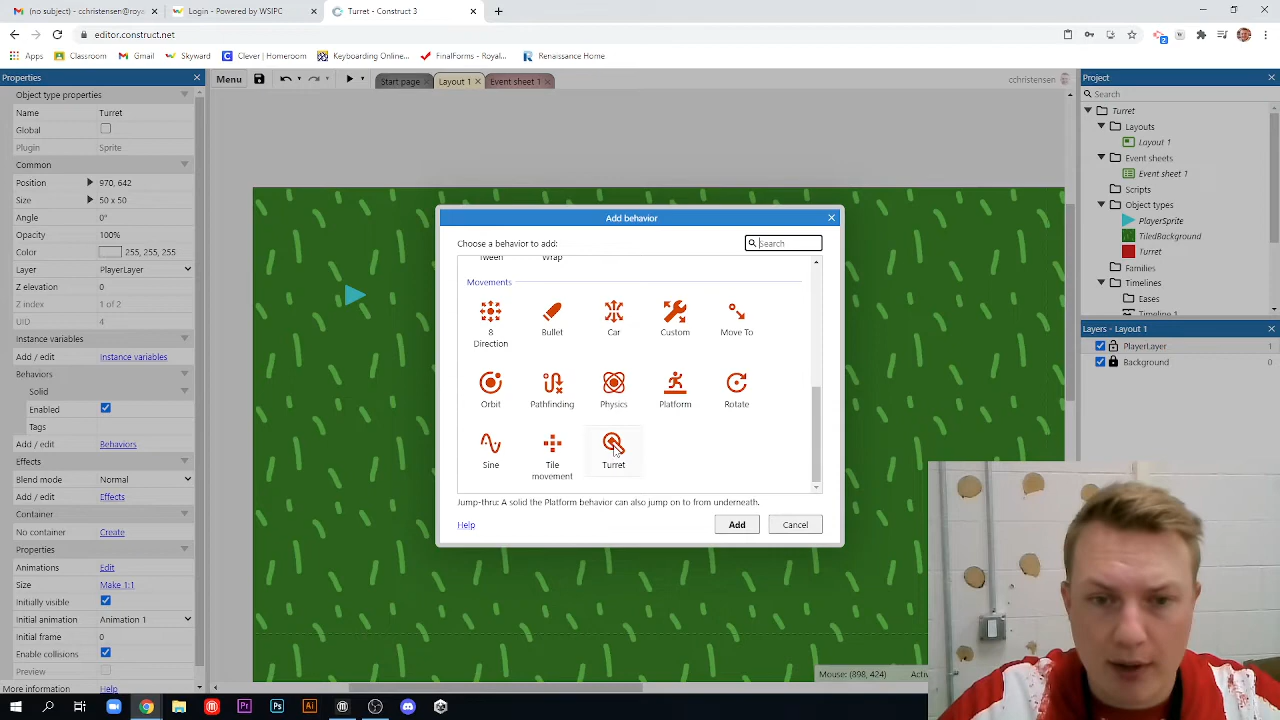 (no subject) - cchristensen@roy
Login - Powered by WSIPC
Turret - Construct 3
editor.construct.net
Apps
Classroom
Gmail
Skyward
Clever | Homeroom
Keyboarding Onlin...
FinalForms - Royal...
Renaissance Home
Properties
Menu
Start page
Layout 1
Event sheet 1
cchristensen
Project
Object type properties
Name
Turret
Global
Plugin
Sprite
Common
Position
970, 642
Size
50 x 50
Angle
0°
Opacity
100%
Color
255, 255, 255
Layer
PlayerLayer
Z elevation
0
Z index
1 of 2
UID
4
Instance variables
Add / edit
Instance variables
Behaviors
Solid
Enabled
Tags
Add / edit
Behaviors
Effects
Blend mode
Normal
Add / edit
Effects
Container
No container
Create
Properties
Animations
Edit
Size
Make 1:1
Initially visible
Initial animation
Animation 1
Initial frame
0
Enable collisions
Preview
More information
Help
Add behavior
Choose a behavior to add:
Search
Tween
Wrap
Movements
8
Direction
Bullet
Car
Custom
Move To
Orbit
Pathfinding
Physics
Platform
Rotate
Sine
Tile
movement
Turret
Jump-thru: A solid the Platform behavior can also jump on to from underneath.
Help
Add
Cancel
Mouse: (898, 424)
Search
Turret
Layouts
Layout 1
Event sheets
Event sheet 1
Scripts
Object types
PlayerSprite
TiledBackground
Turret
Families
Timelines
Eases
Timeline 1
Layers - Layout 1
PlayerLayer
1
Background
0